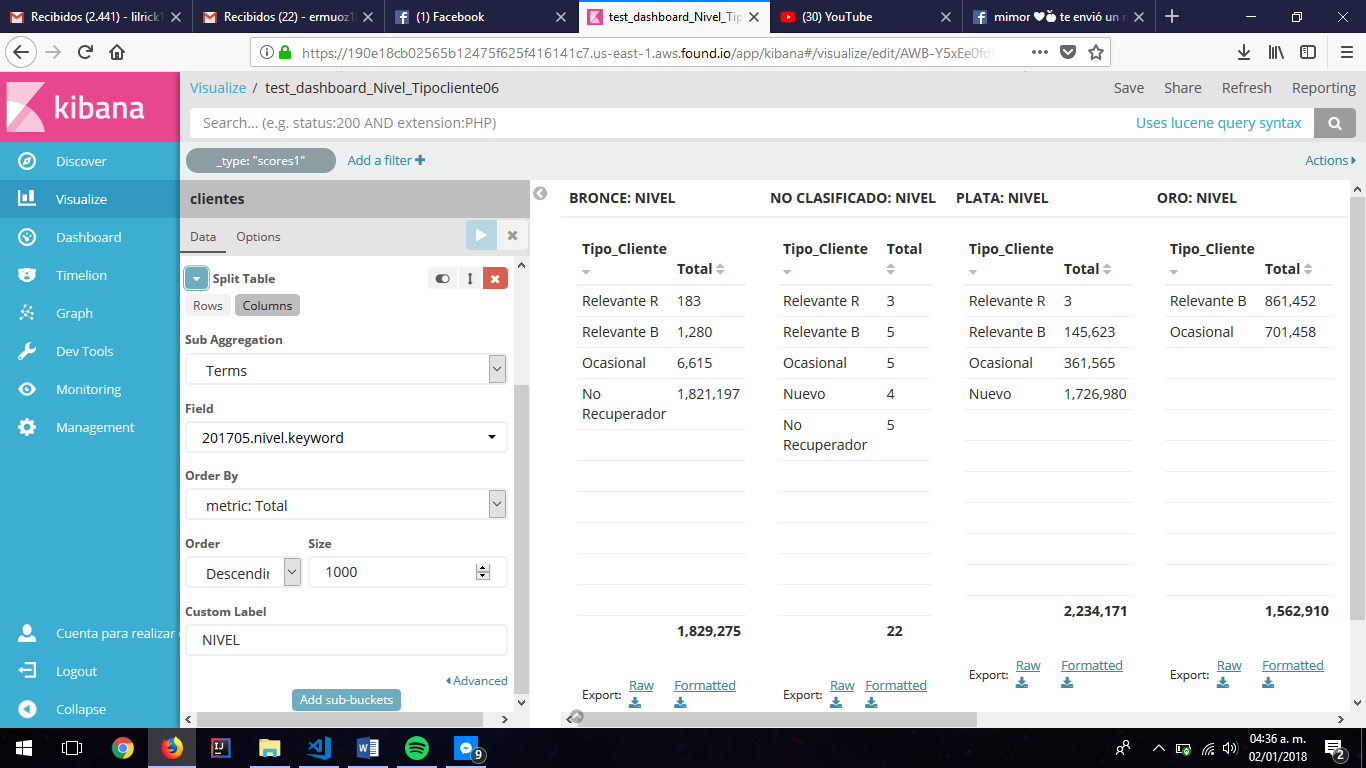 Recibidos (2.441) - lilrick1
Recibidos (22) - ermuoz1
(1) Facebook
test_dashboard_Nivel_Tip
(30) YouTube
mimor ❤🍎 te envió un m
https://190e18cb02565b12475f625f416141c7.us-east-1.aws.found.io/app/kibana#/visualize/edit/AWB-Y5xEe0fd
kibana
Discover
Visualize
Dashboard
Timelion
Graph
Dev Tools
Monitoring
Management
Cuenta para realizar
Logout
Collapse
Visualize / test_dashboard_Nivel_Tipocliente06
Save Share Refresh Reporting
Search... (e.g. status:200 AND extension:PHP)
Uses lucene query syntax
_type: "scores1"
Add a filter +
Actions
clientes
Data Options
Split Table
Rows Columns
Sub Aggregation
Terms
Field
201705.nivel.keyword
Order By
metric: Total
Order Size
Descendir 1000
Custom Label
NIVEL
Advanced
Add sub-buckets
BRONCE: NIVEL
Tipo_Cliente
Total
Relevante R 183
Relevante B 1,280
Ocasional 6,615
No Recuperador 1,821,197
1,829,275
Export: Raw Formatted
NO CLASIFICADO: NIVEL
Tipo_Cliente Total
Relevante R 3
Relevante B 5
Ocasional 5
Nuevo 4
No Recuperador 5
22
Export: Raw Formatted
PLATA: NIVEL
Tipo_Cliente
Total
Relevante R 3
Relevante B 145,623
Ocasional 361,565
Nuevo 1,726,980
2,234,171
Export: Raw Formatted
ORO: NIVEL
Tipo_Cliente
Total
Relevante B 861,452
Ocasional 701,458
1,562,910
Export: Raw Formatted
9
04:36 a. m.
02/01/2018
2